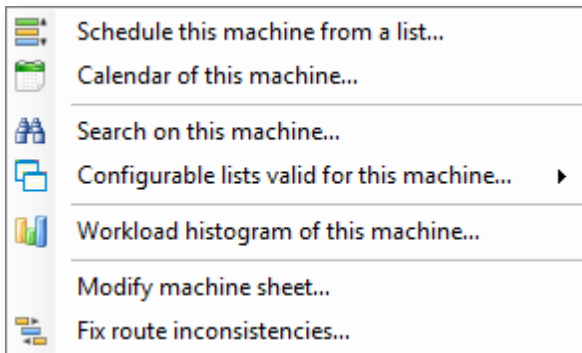 Schedule this machine from a list...
Calendar of this machine...
Search on this machine...
Configurable lists valid for this machine...
Workload histogram of this machine...
Modify machine sheet...
Fix route inconsistencies...